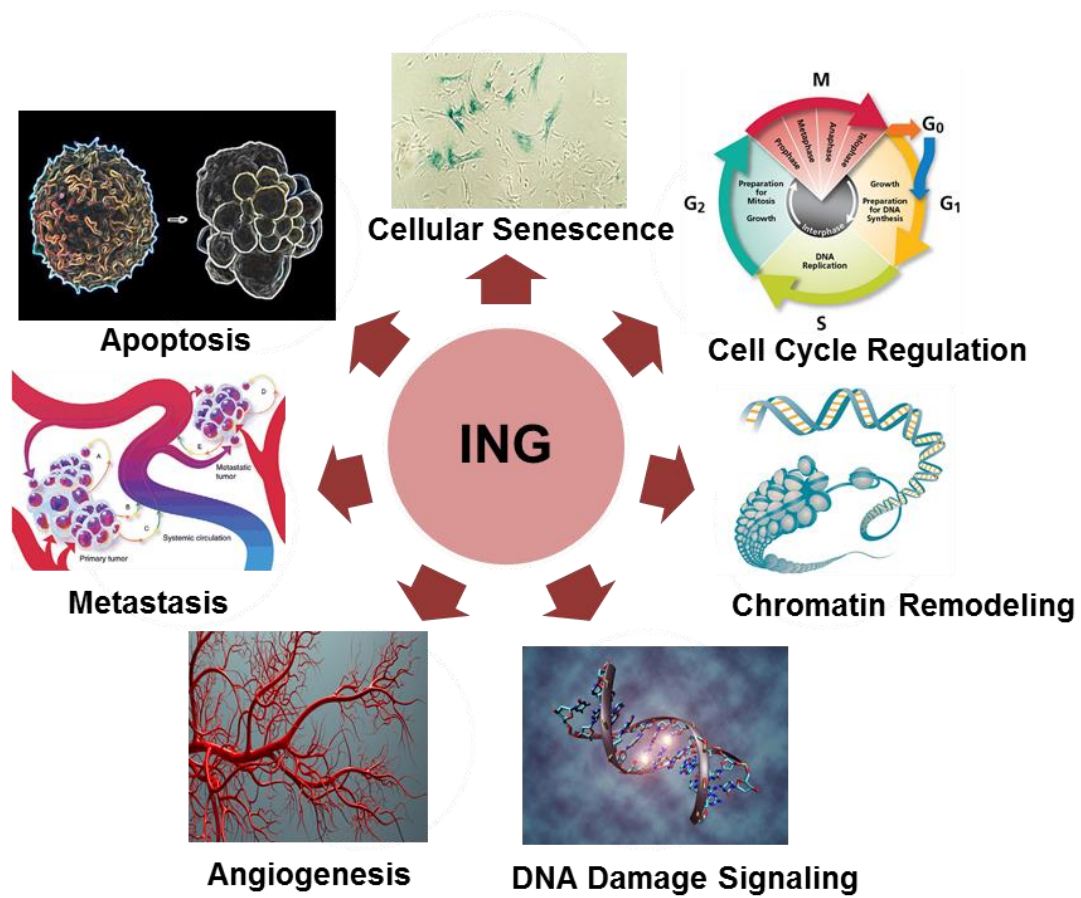 Cellular Senescence
M
Prophase
Metaphase
Anaphase
Telophase
G0
G1
G2
S
Preparation
for
Mitosis
Growth
Growth
Preparation
for DNA
Synthesis
Interphase
DNA
Replication
Cell Cycle Regulation
Apoptosis
ING
A
B
C
D
E
Metastatic
tumor
Systemic circulation
Primary tumor
Metastasis
Chromatin Remodeling
Angiogenesis
DNA Damage Signaling